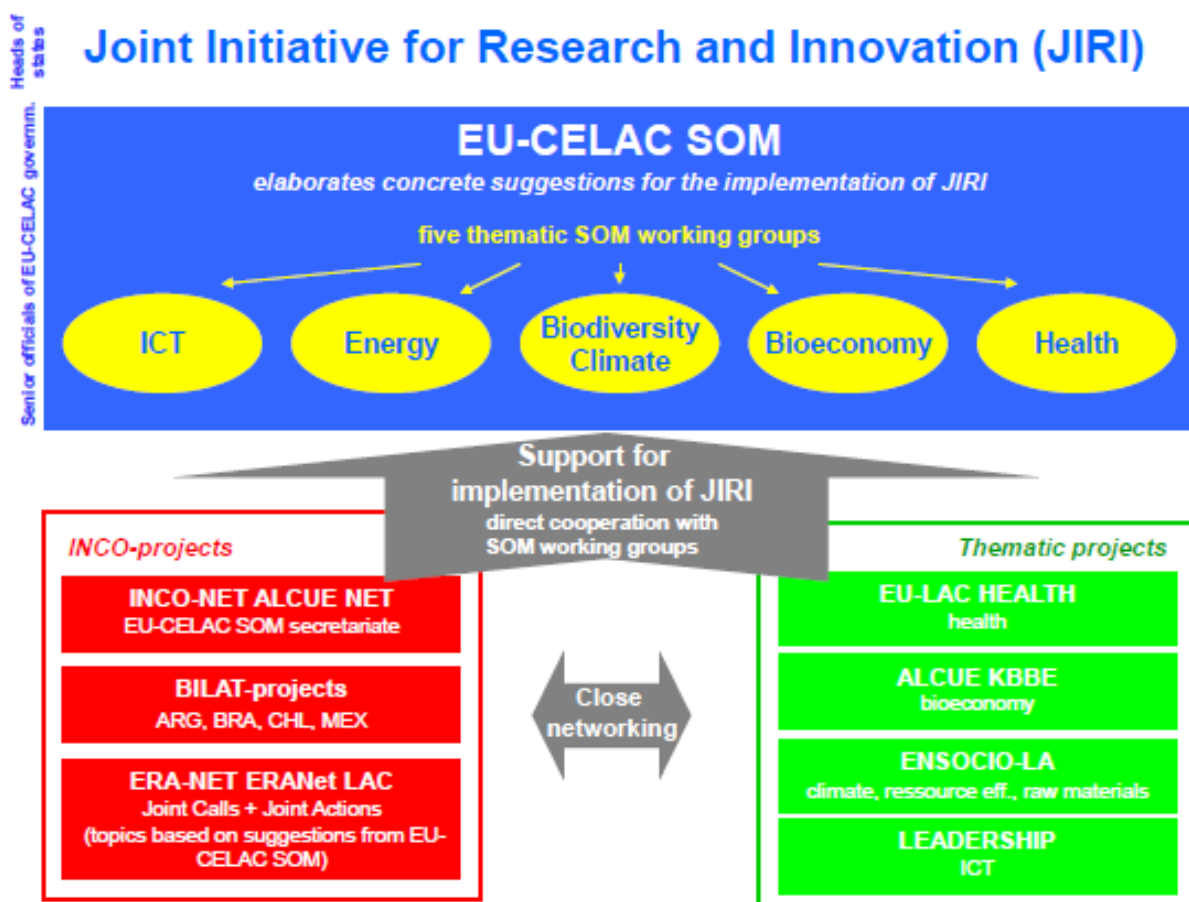 Heads of
states
Joint Initiative for Research and Innovation (JIRI)
Senior officials of EU-CELAC governm.
EU-CELAC SOM
elaborates concrete suggestions for the implementation of JIRI
five thematic SOM working groups
ICT
Energy
Biodiversity
Climate
Bioeconomy
Health
Support for
implementation of JIRI
direct cooperation with
SOM working groups
INCO-projects
INCO-NET ALCUE NET
EU-CELAC SOM secretariate
BILAT-projects
ARG, BRA, CHL, MEX
ERA-NET ERANet LAC
Joint Calls + Joint Actions
(topics based on suggestions from EU-
CELAC SOM)
Close
networking
Thematic projects
EU-LAC HEALTH
health
ALCUE KBBE
bioeconomy
ENSOCIO-LA
climate, ressource eff., raw materials
LEADERSHIP
ICT